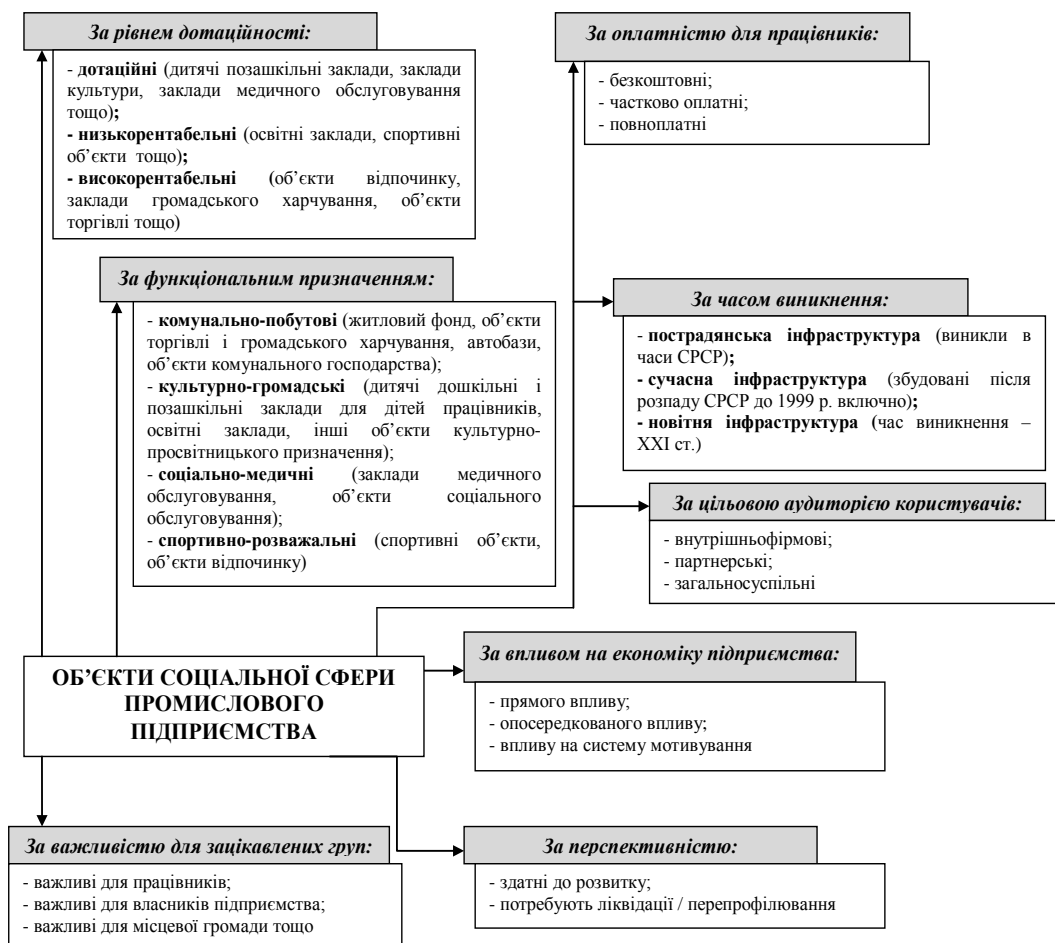 За рівнем дотаційності:
- дотаційні (дитячі позашкільні заклади, заклади
культури, заклади медичного обслуговування
тощо);
- низькорентабельні (освітні заклади, спортивні
об’єкти тощо);
- високорентабельні (об’єкти відпочинку,
заклади громадського харчування, об’єкти
торгівлі тощо)
За оплатністю для працівників:
- безкоштовні;
- частково оплатні;
- повноплатні
За функціональним призначенням:
- комунально-побутові (житловий фонд, об’єкти
торгівлі і громадського харчування, автобази,
об’єкти комунального господарства);
- культурно-громадські (дитячі дошкільні і
позашкільні заклади для дітей працівників,
освітні заклади, інші об’єкти культурно-
просвітницького призначення);
- соціально-медичні (заклади медичного
обслуговування, об’єкти соціального
обслуговування);
- спортивно-розважальні (спортивні об’єкти,
об’єкти відпочинку)
За часом виникнення:
- пострадянська інфраструктура (виникли в
часи СРСР);
- сучасна інфраструктура (збудовані після
розпаду СРСР до 1999 р. включно);
- новітня інфраструктура (час виникнення –
ХХІ ст.)
За цільовою аудиторією користувачів:
- внутрішньофірмові;
- партнерські;
- загальносуспільні
ОБ’ЄКТИ СОЦІАЛЬНОЇ СФЕРИ
ПРОМИСЛОВОГО
ПІДПРИЄМСТВА
За впливом на економіку підприємства:
- прямого впливу;
- опосередкованого впливу;
- впливу на систему мотивування
За важливістю для зацікавлених груп:
- важливі для працівників;
- важливі для власників підприємства;
- важливі для місцевої громади тощо
За перспективністю:
- здатні до розвитку;
- потребують ліквідації / перепрофілювання